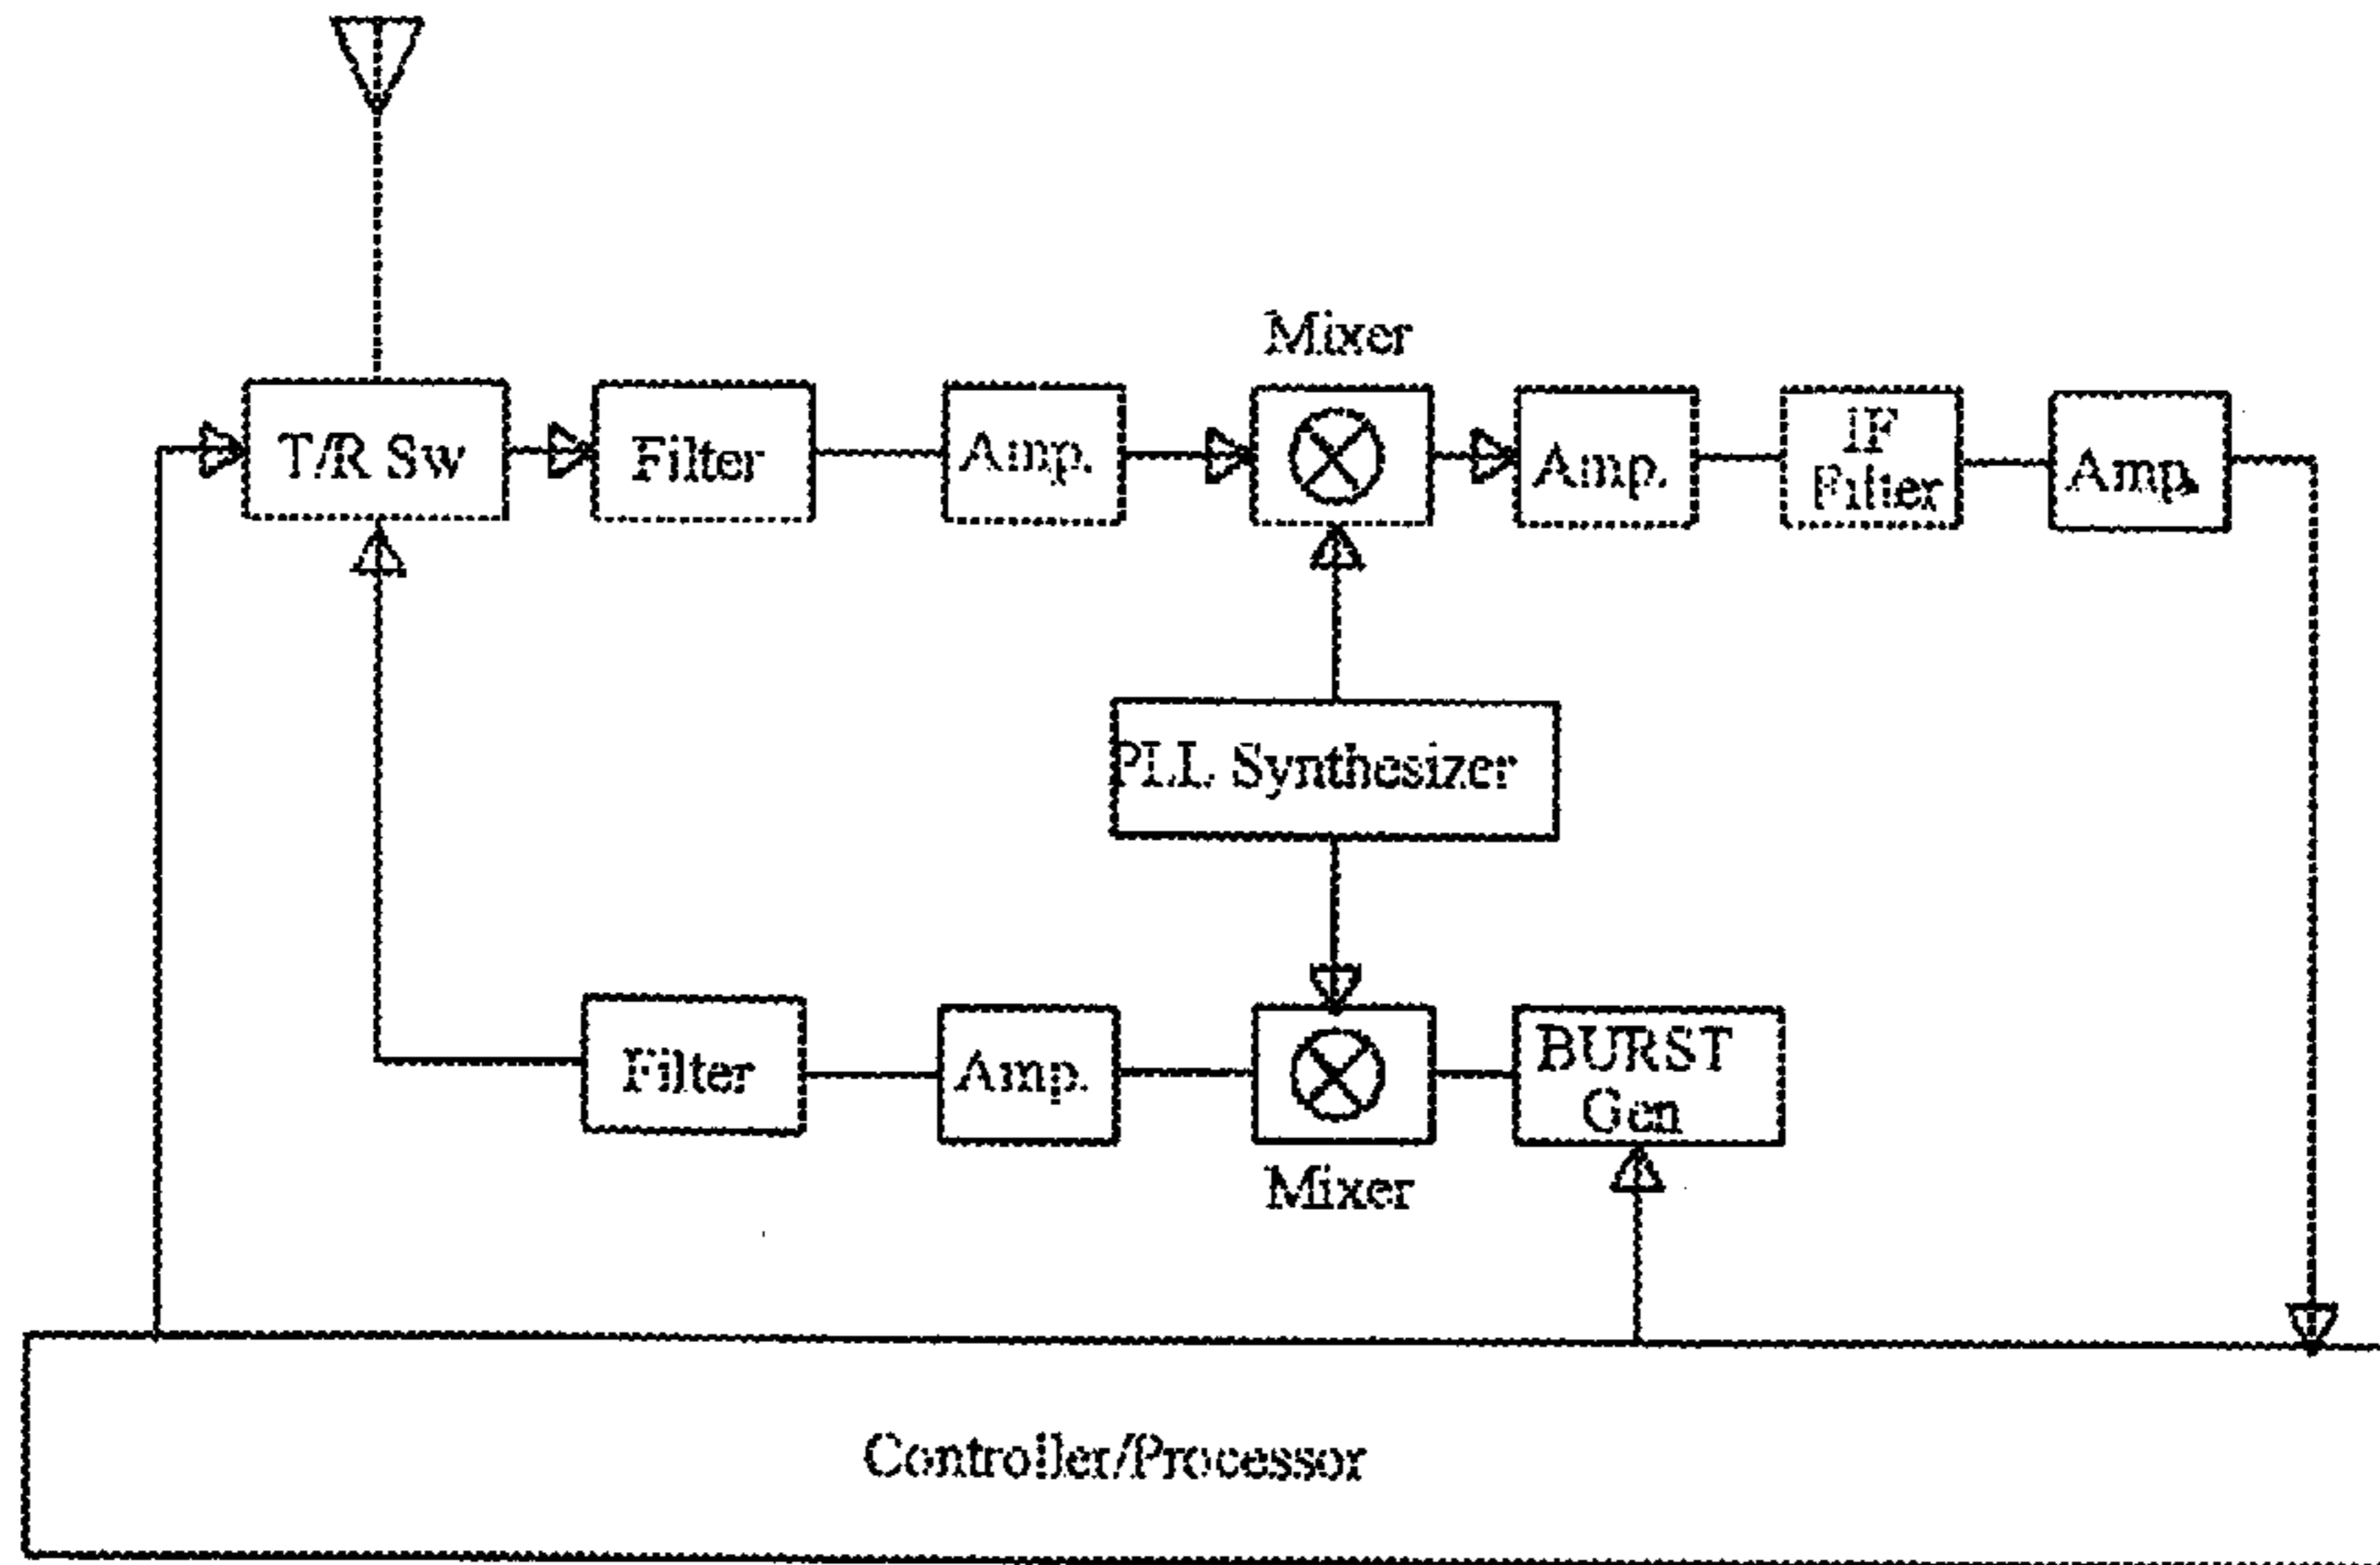 Mixer
T/R Sw
Filter
Amp.
Amp.
IF
Filter
Amp.
PLL Synthesizer
Filter
Amp.
BURST
Gen
Mixer
Controller/Processor